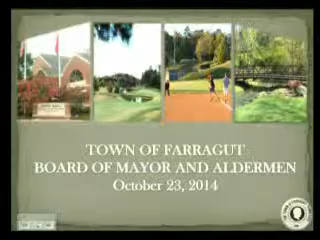 TOWN OF FARRAGUT
BOARD OF MAYOR AND ALDERMEN
October 23, 2014